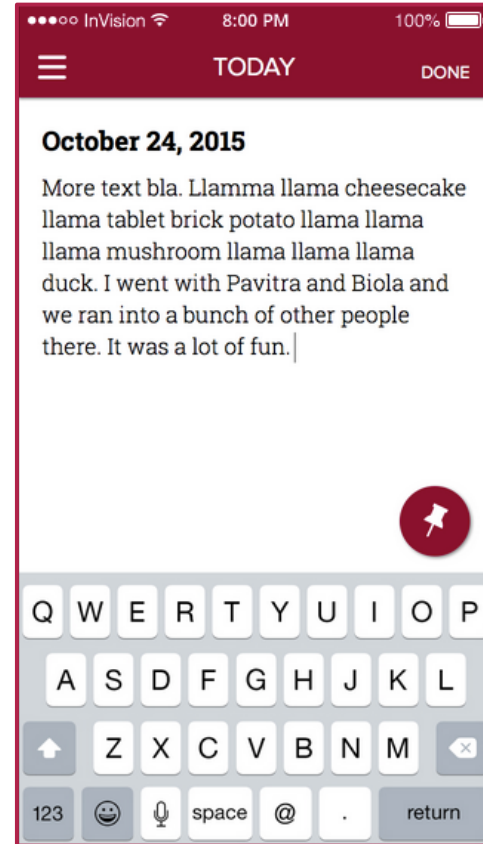 InVision 8:00 PM 100%
TODAY DONE
October 24, 2015
More text bla. Llamma llama cheesecake
llama tablet brick potato llama llama
llama mushroom llama llama llama
duck. I went with Pavitra and Biola and
we ran into a bunch of other people
there. It was a lot of fun.
Q W E R T Y U I O P
A S D F G H J K L
Z X C V B N M
123 space @ . return